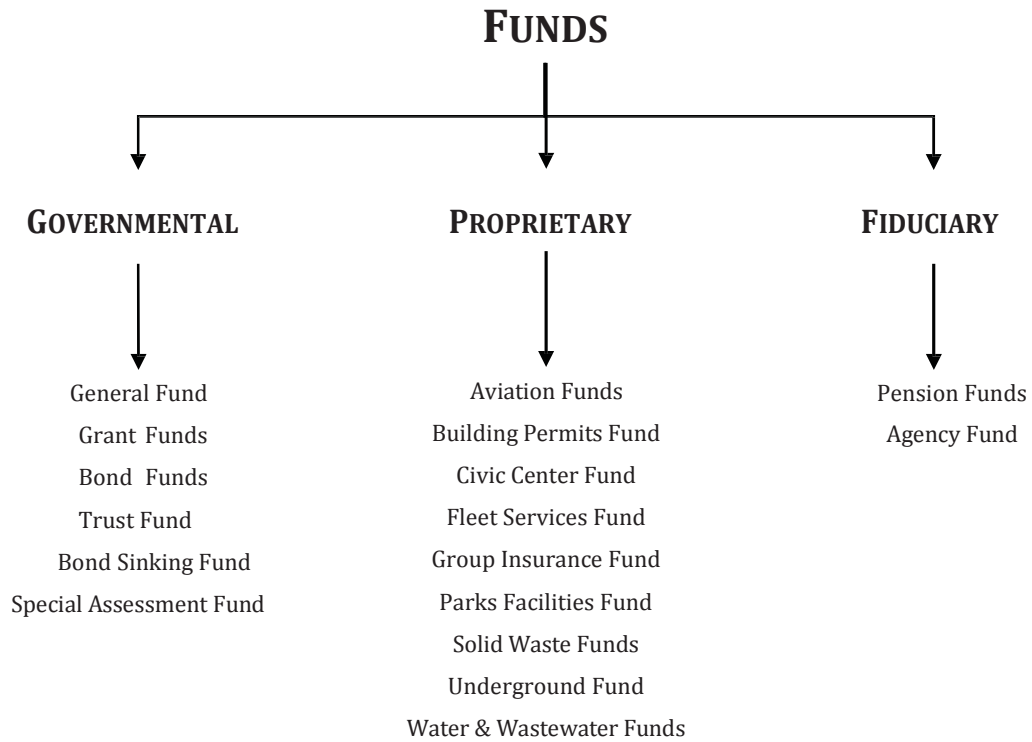 FUNDS
GOVERNMENTAL
General Fund
Grant Funds
Bond Funds
Trust Fund
Bond Sinking Fund
Special Assessment Fund
PROPRIETARY
Aviation Funds
Building Permits Fund
Civic Center Fund
Fleet Services Fund
Group Insurance Fund
Parks Facilities Fund
Solid Waste Funds
Underground Fund
Water & Wastewater Funds
FIDUCIARY
Pension Funds
Agency Fund